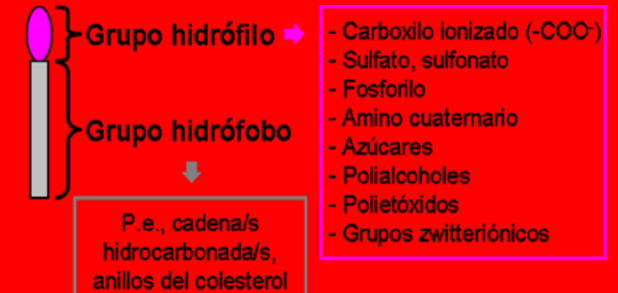 Grupo hidrófilo
Grupo hidrófobo
P.e., cadena/s
hidrocarbonada/s,
anillos del colesterol
- Carboxilo ionizado (-COO⁻)
- Sulfato, sulfonato
- Fosforilo
- Amino cuaternario
- Azúcares
- Polialcoholes
- Polietóxidos
- Grupos zwitteriónicos